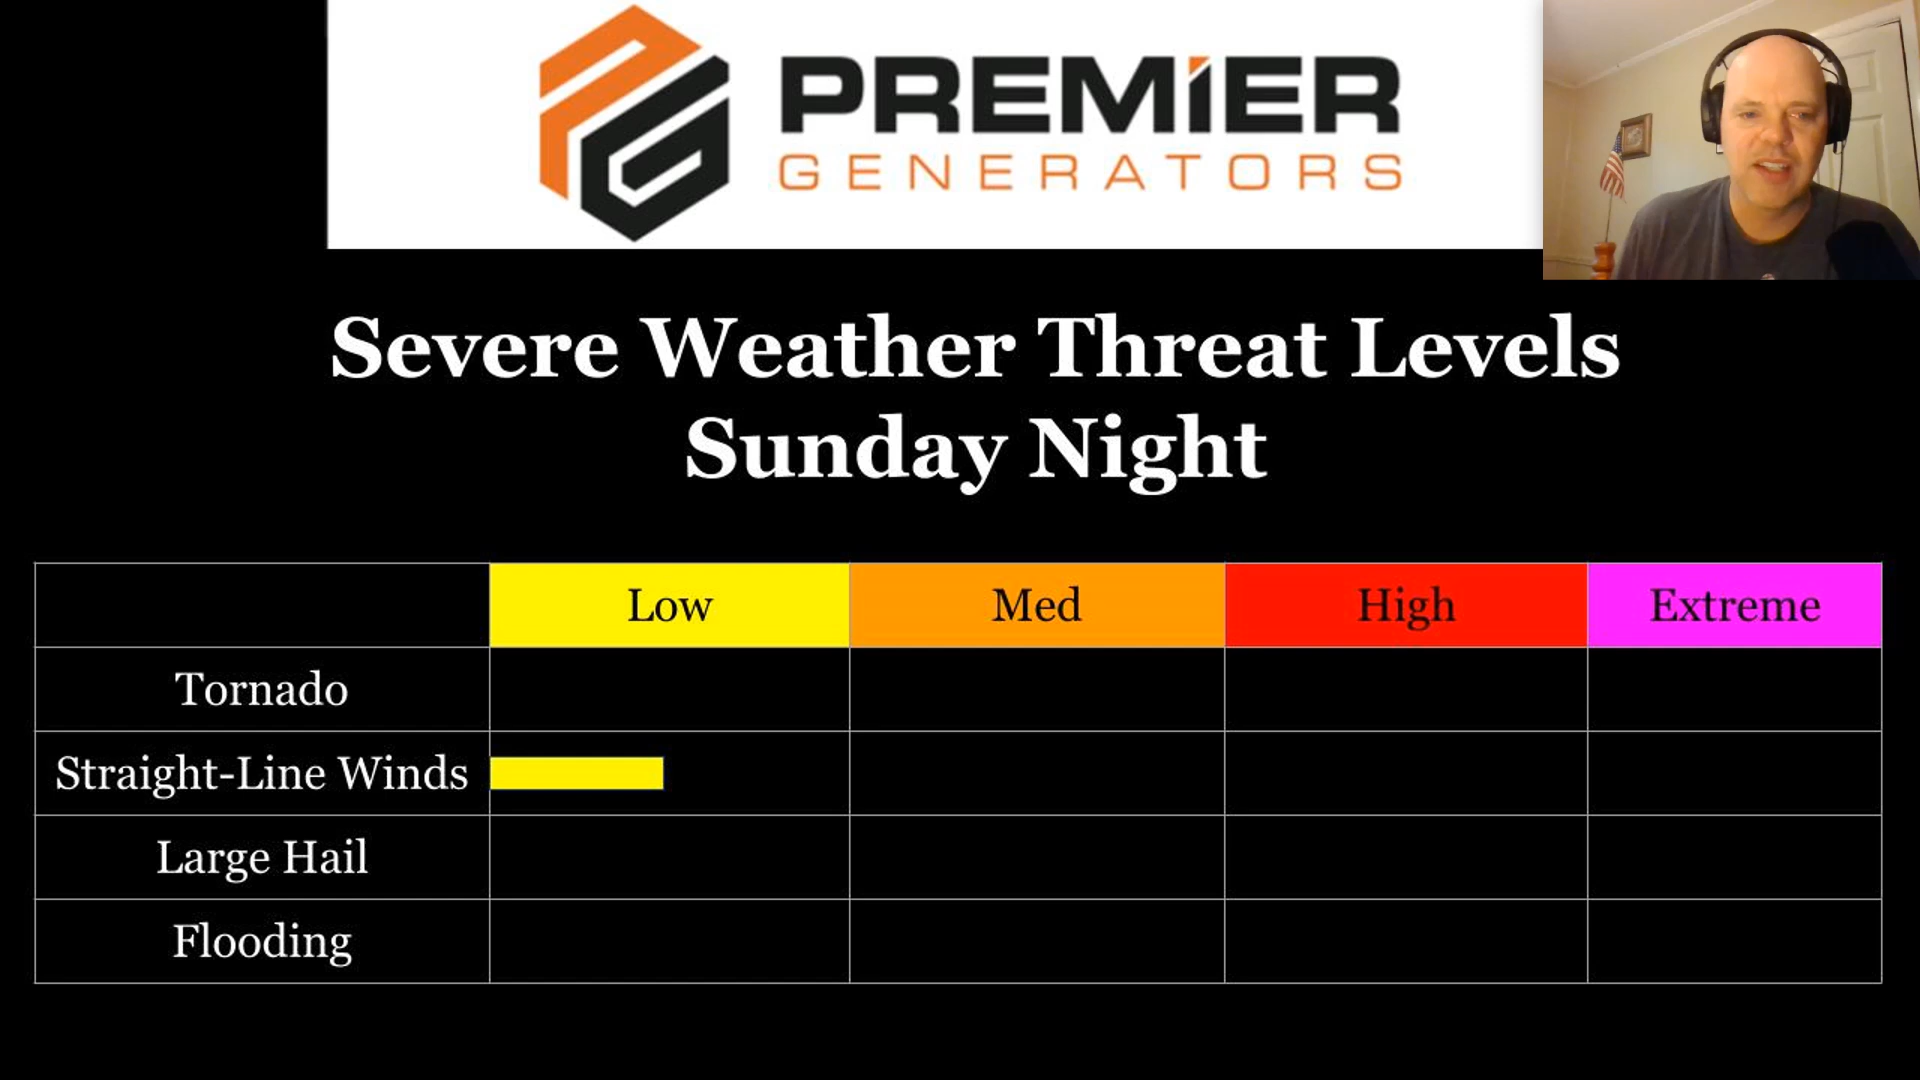 PREMIER
GENERATORS
Severe Weather Threat Levels
Sunday Night
Low Med High Extreme
Tornado
Straight-Line Winds
Large Hail
Flooding